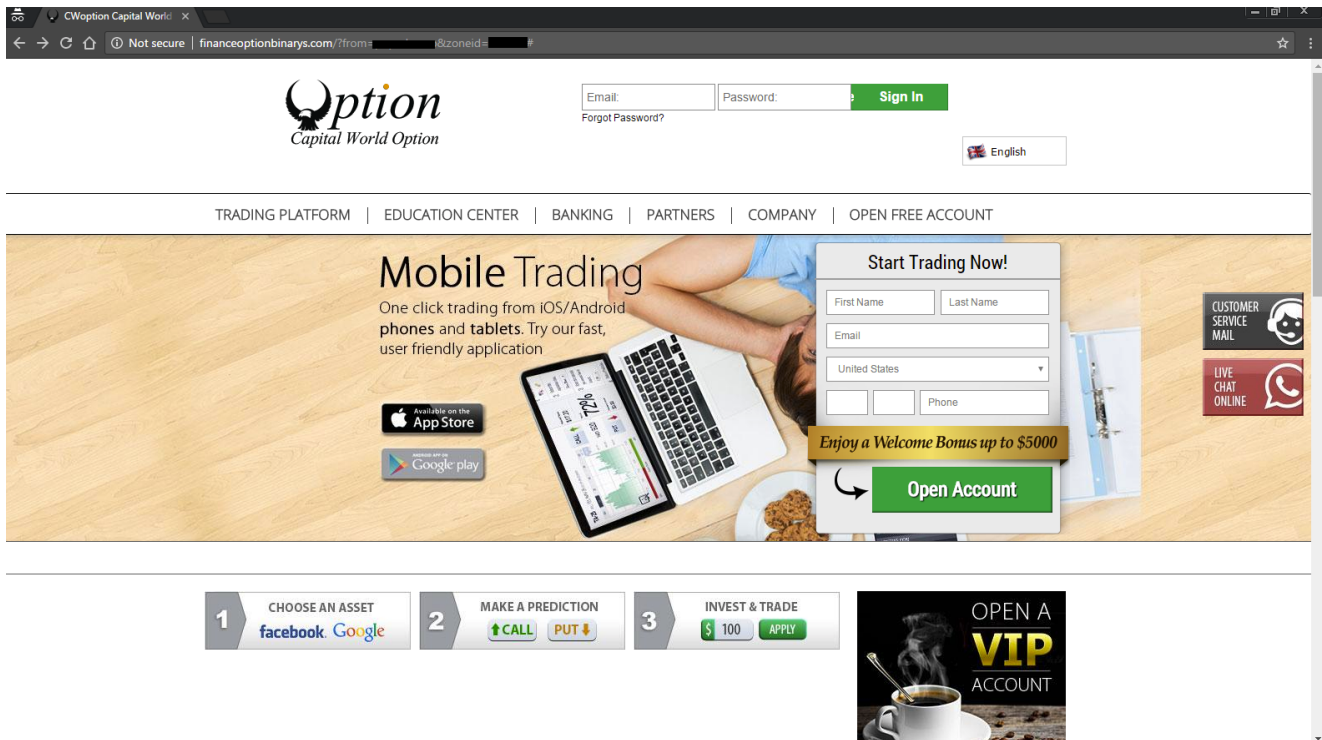 CWoption Capital World
Not secure | financeoptionbinarys.com/?from= &zoneid= #
Option
Capital World Option
Email:
Password:
Sign In
Forgot Password?
English
TRADING PLATFORM | EDUCATION CENTER | BANKING | PARTNERS | COMPANY | OPEN FREE ACCOUNT
Mobile Trading
One click trading from iOS/Android
phones and tablets. Try our fast,
user friendly application
Available on the
App Store
ANDROID APP ON
Google play
72%
Start Trading Now!
First Name
Last Name
Email
United States
Phone
Enjoy a Welcome Bonus up to $5000
Open Account
CUSTOMER
SERVICE
MAIL
LIVE
CHAT
ONLINE
1
CHOOSE AN ASSET
facebook. Google
2
MAKE A PREDICTION
CALL PUT
3
INVEST & TRADE
$ 100 APPLY
OPEN A
VIP
ACCOUNT